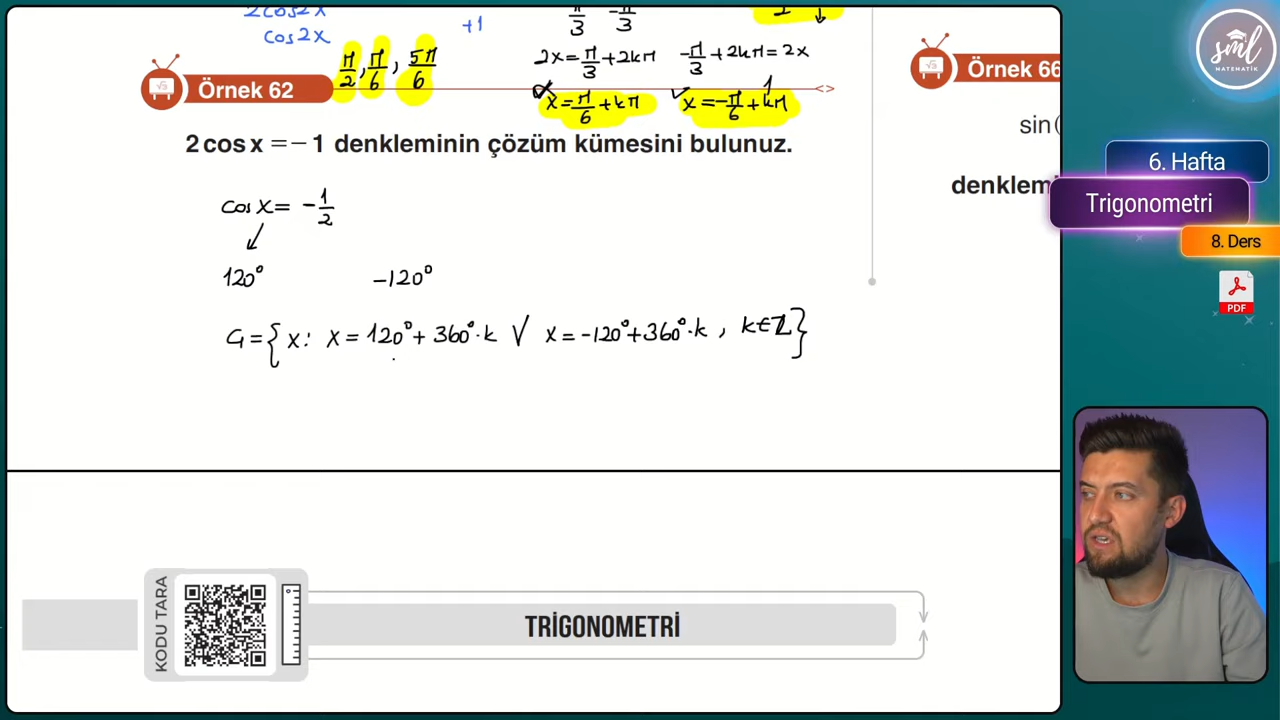 2cos2x
cos2x
+1
π/3 -π/3
2x = π/3 + 2kπ
-π/3 + 2kπ = 2x
π/2, π/6, 5π/6
x = π/6 + kπ
x = -π/6 + kπ
1
Örnek 62
2 cos x = – 1 denkleminin çözüm kümesini bulunuz.
cos x = -1/2
120° -120°
Ç = { x: x = 120° + 360°·k V x = -120° + 360°·k , k∈Z }
KODU TARA
TRİGONOMETRİ
Örnek 66
sin(
denklemi
sml
MATEMATİK
6. Hafta
Trigonometri
8. Ders
PDF